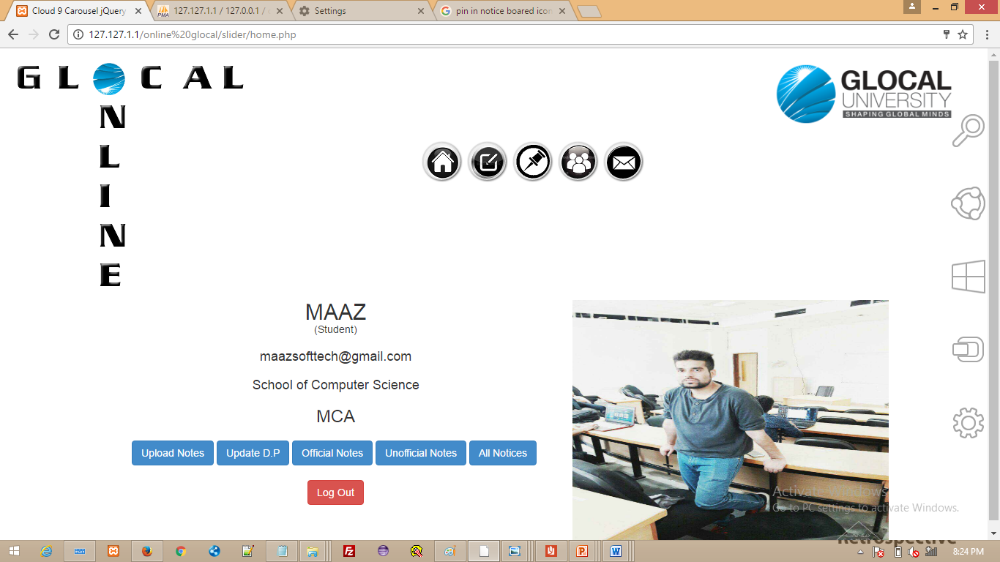 Cloud 9 Carousel jQuery
127.127.1.1 / 127.0.0.1 /
Settings
pin in notice boared icon
127.127.1.1/online%20glocal/slider/home.php
GLOCAL
ONLINE
GLOCAL
UNIVERSITY
SHAPING GLOBAL MINDS
MAAZ
(Student)
maazsofttech@gmail.com
School of Computer Science
MCA
Upload Notes
Update D.P
Official Notes
Unofficial Notes
All Notices
Log Out
Activate Windows
Go to PC settings to activate Windows.
Retrospective
8:24 PM